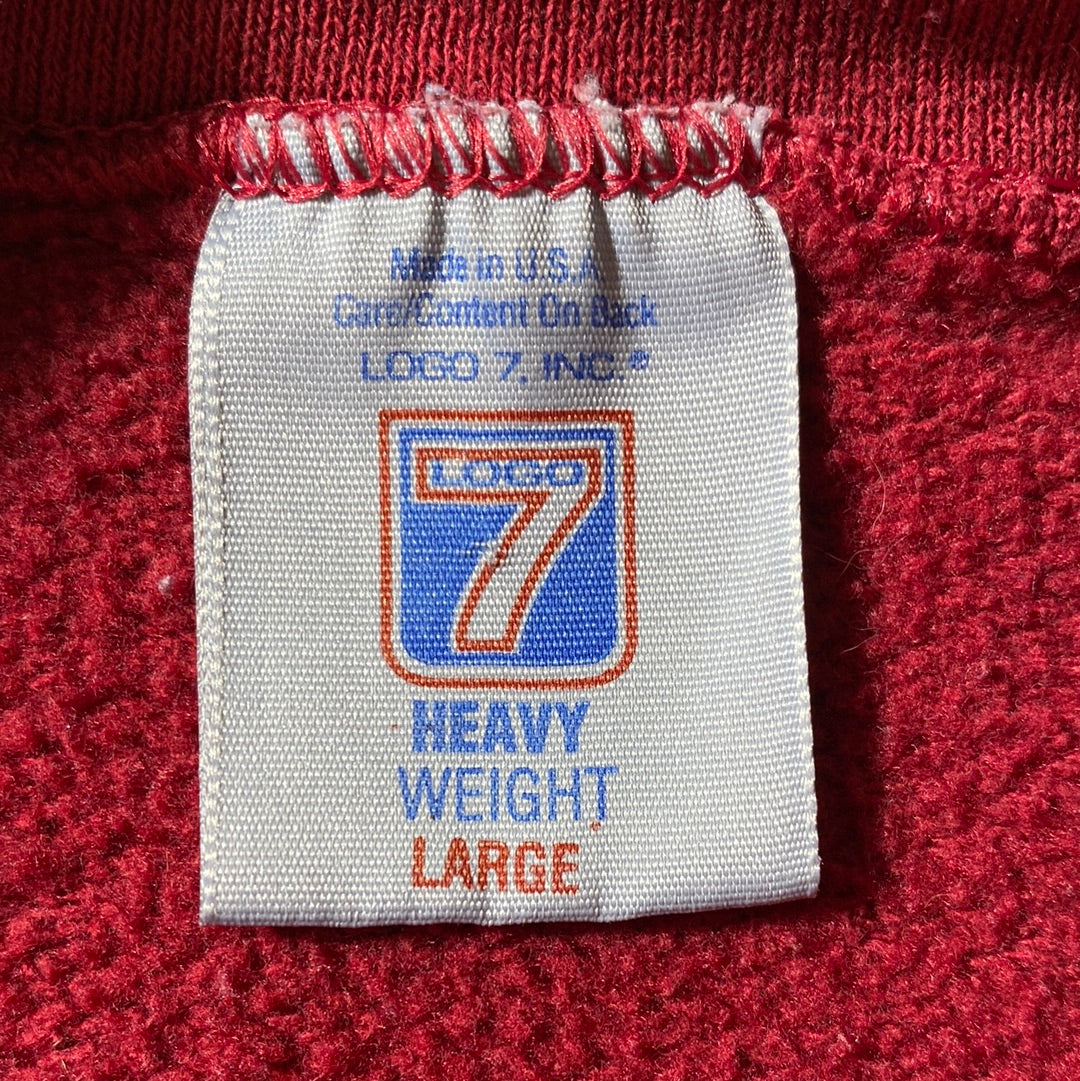 Made in U.S.A
Care/Content On Back
LOGO 7, INC.®
LOGO
7
HEAVY
WEIGHT
LARGE